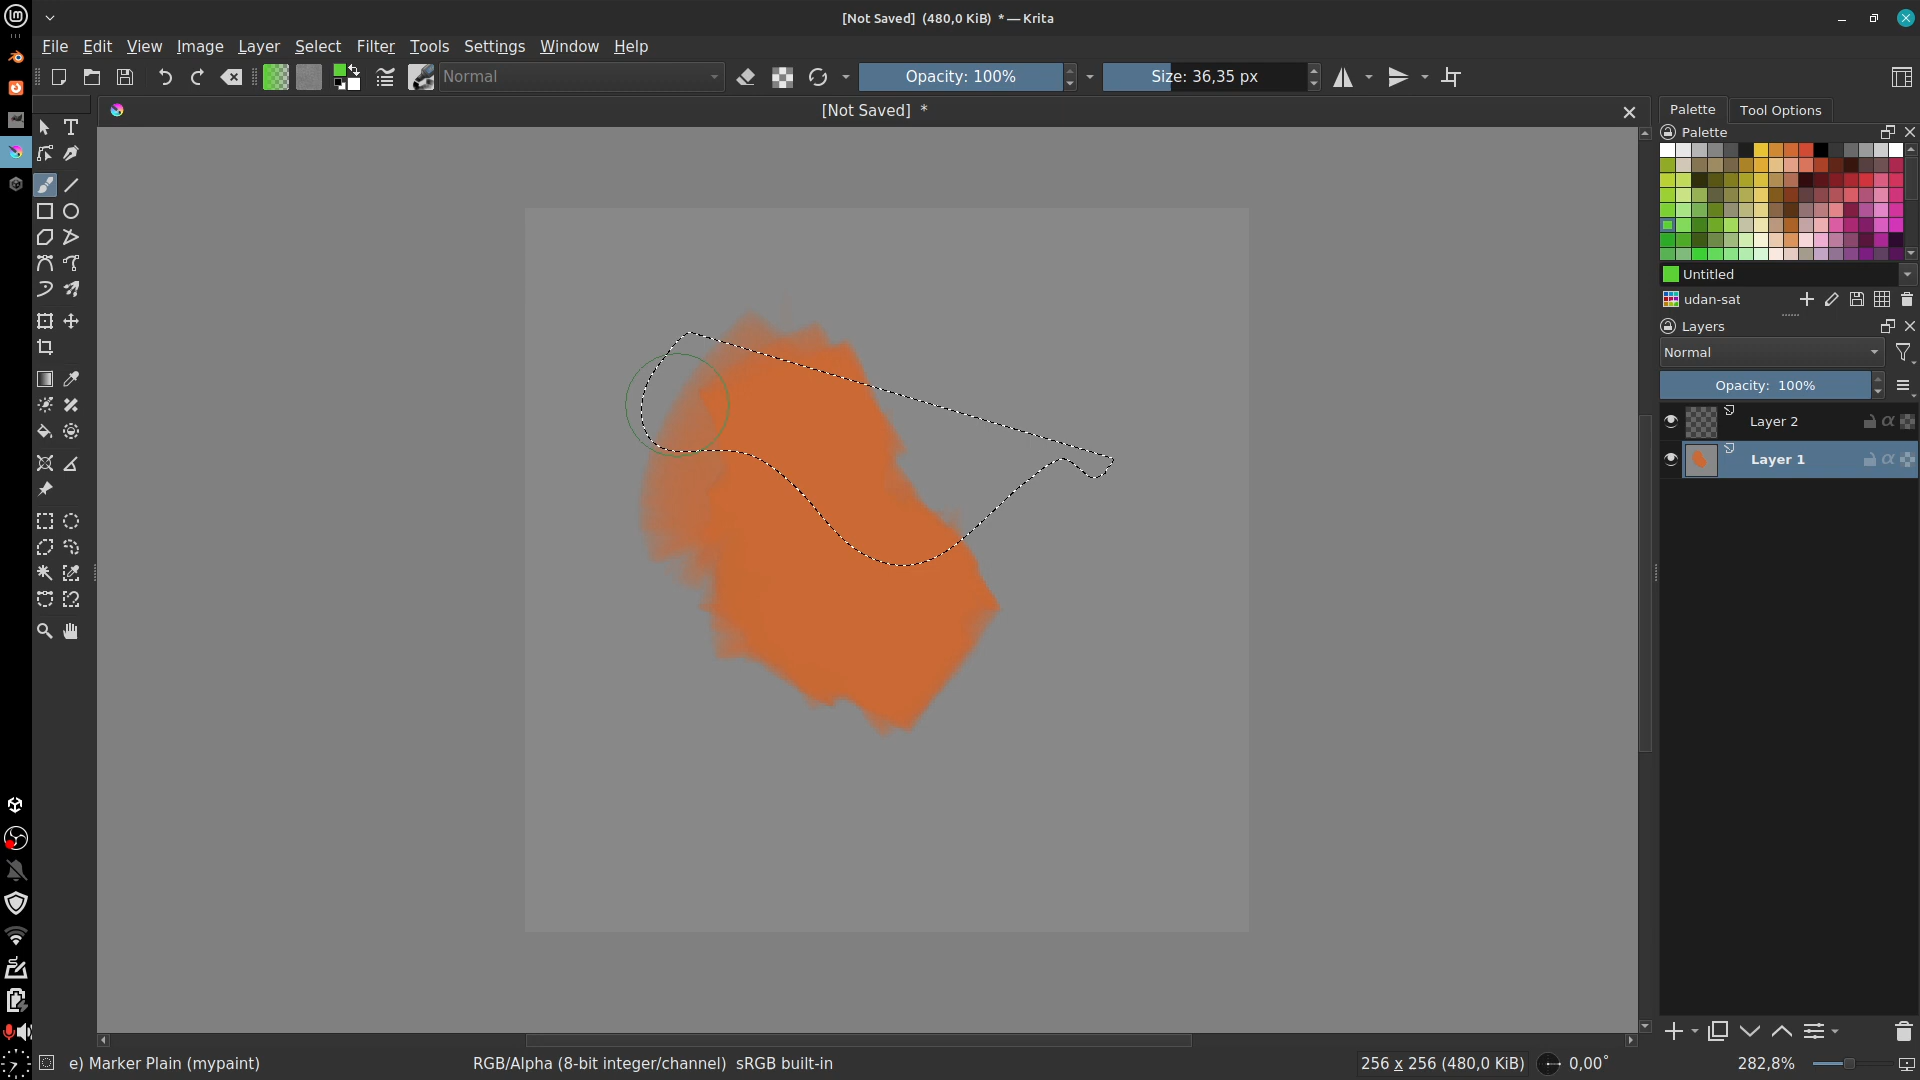 [Not Saved]  (480,0 KiB)  * — Krita
File Edit View Image Layer Select Filter Tools Settings Window Help
Normal
Opacity: 100%
Size: 36,35 px
[Not Saved]  *
Palette
Tool Options
Palette
Untitled
udan-sat
Layers
Normal
Opacity:  100%
Layer 2
Layer 1
e) Marker Plain (mypaint)
RGB/Alpha (8-bit integer/channel)  sRGB built-in
256 x 256 (480,0 KiB)
0,00°
282,8%